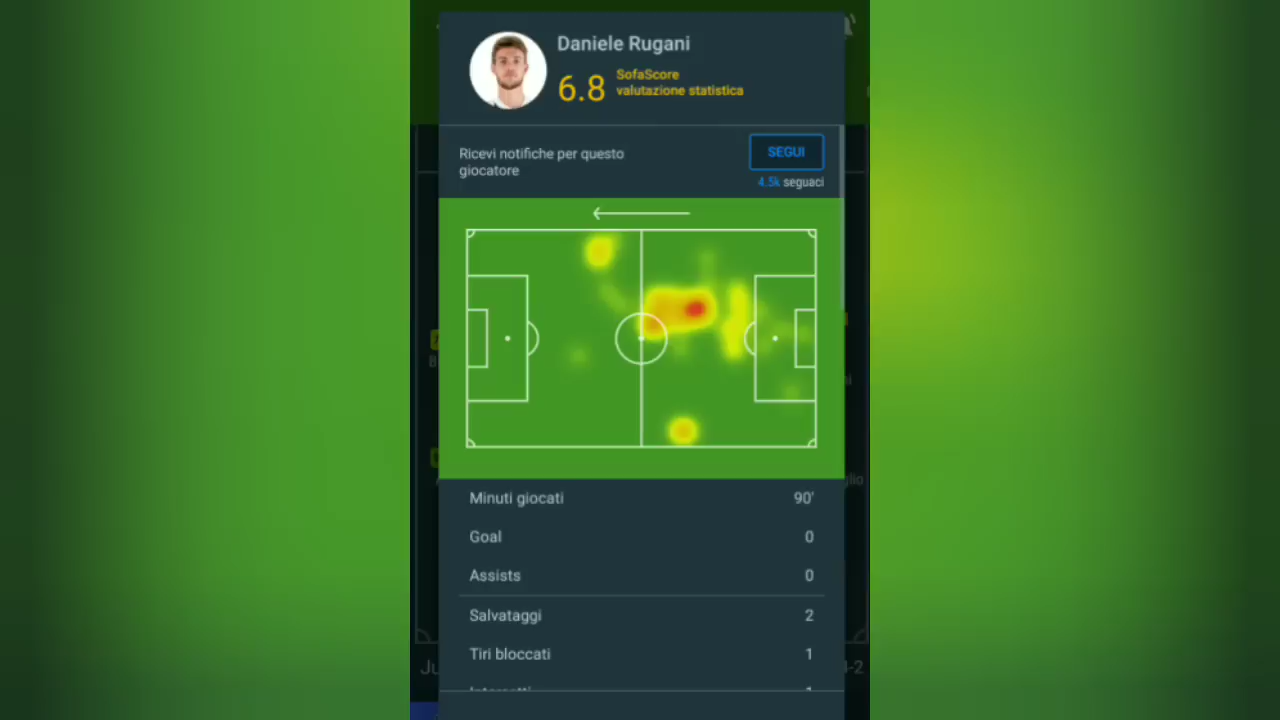 Daniele Rugani
6.8
SofaScore
valutazione statistica
Ricevi notifiche per questo
giocatore
SEGUI
4.5k seguaci
Minuti giocati 90'
Goal 0
Assists 0
Salvataggi 2
Tiri bloccati 1